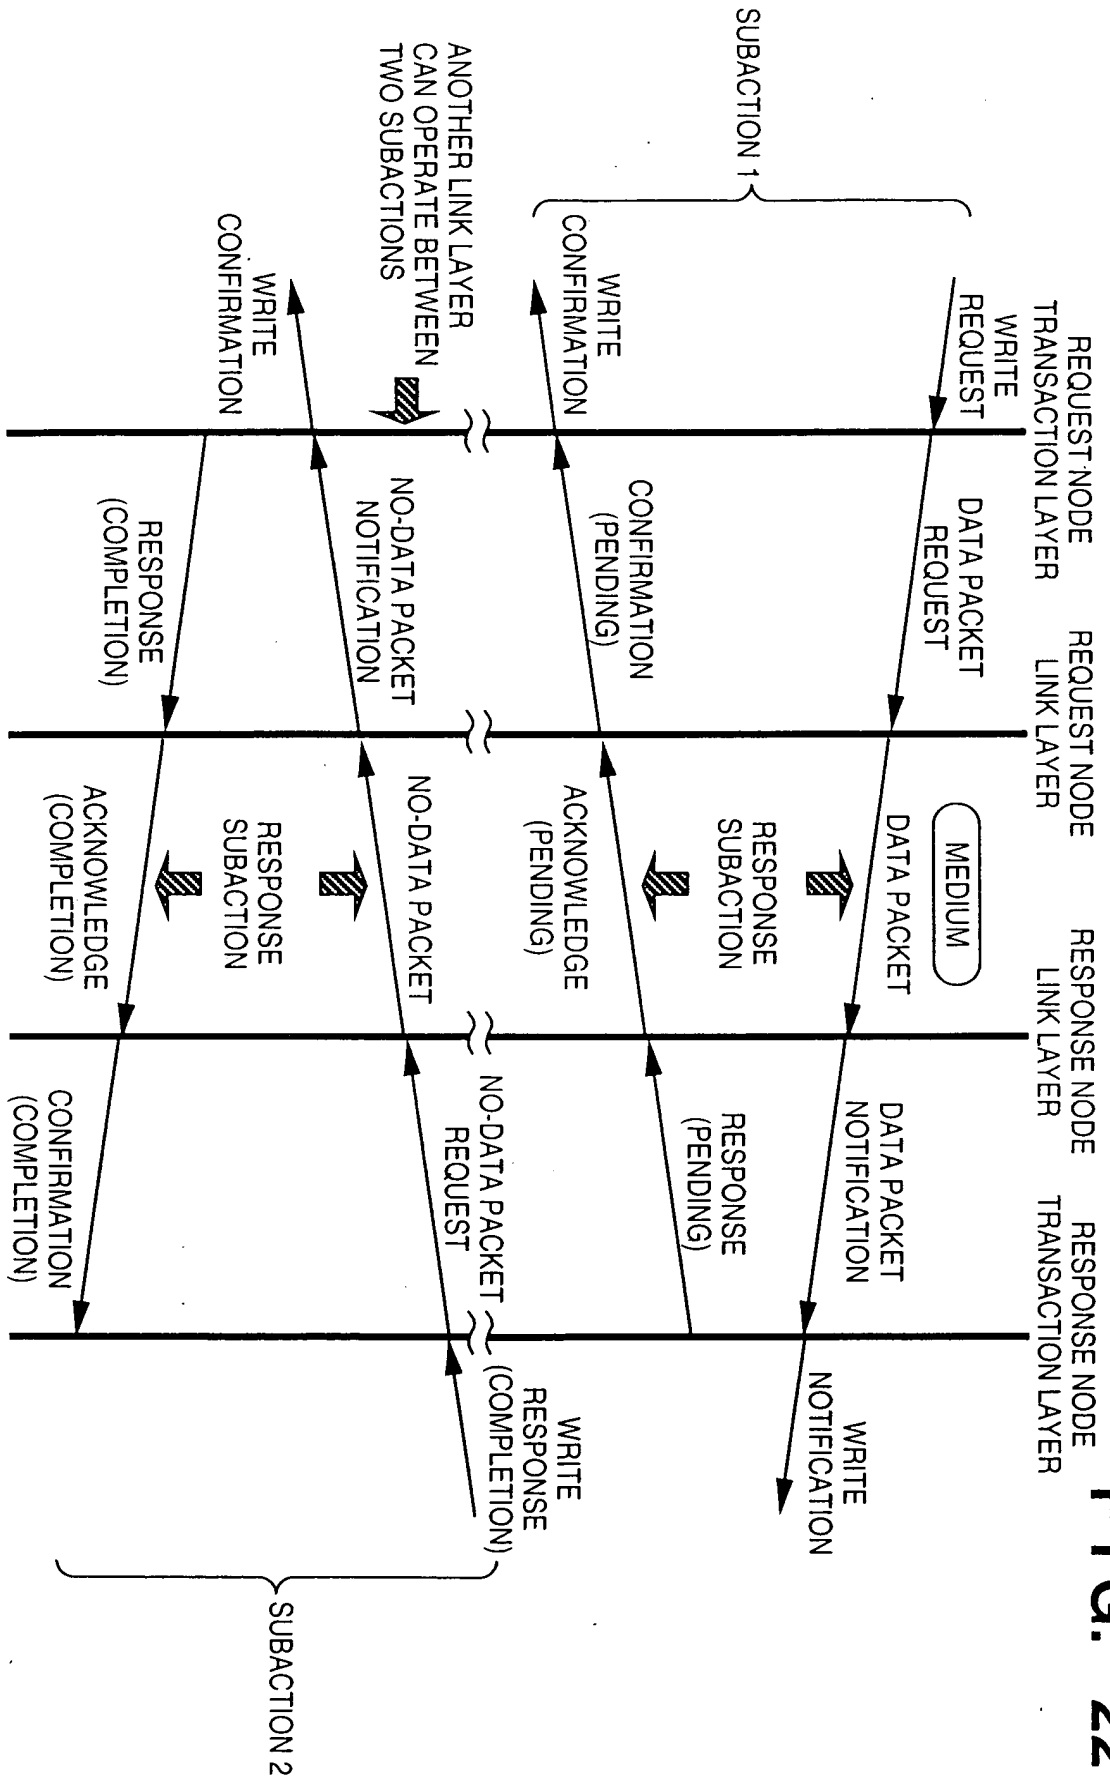 FIG. 22
REQUEST NODE
TRANSACTION LAYER
REQUEST NODE
LINK LAYER
RESPONSE NODE
LINK LAYER
RESPONSE NODE
TRANSACTION LAYER
MEDIUM
SUBACTION 1
WRITE
REQUEST
DATA PACKET
REQUEST
DATA PACKET
DATA PACKET
NOTIFICATION
WRITE
NOTIFICATION
RESPONSE
SUBACTION
WRITE
CONFIRMATION
CONFIRMATION
(PENDING)
ACKNOWLEDGE
(PENDING)
RESPONSE
(PENDING)
ANOTHER LINK LAYER
CAN OPERATE BETWEEN
TWO SUBACTIONS
WRITE
CONFIRMATION
NO-DATA PACKET
NOTIFICATION
NO-DATA PACKET
NO-DATA PACKET
REQUEST
WRITE
RESPONSE
(COMPLETION)
RESPONSE
SUBACTION
RESPONSE
(COMPLETION)
ACKNOWLEDGE
(COMPLETION)
CONFIRMATION
(COMPLETION)
SUBACTION 2